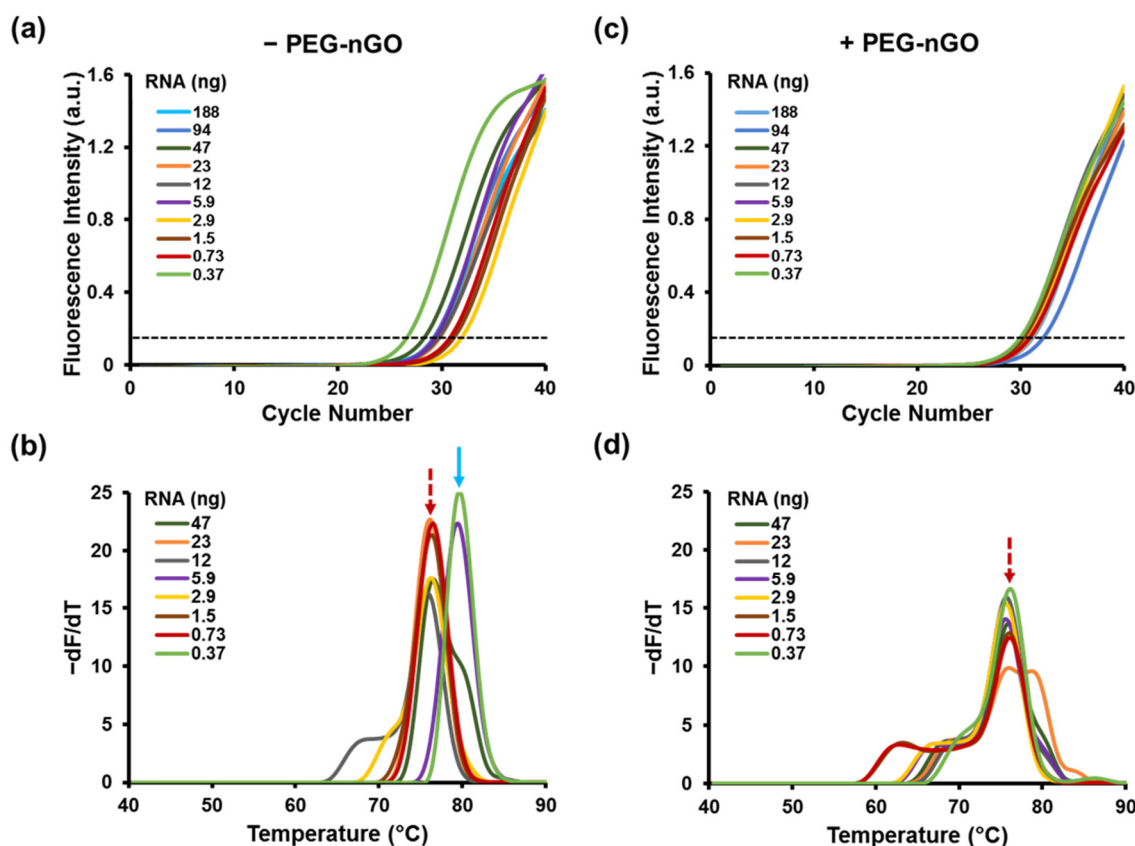 (a)
− PEG-nGO
Fluorescence Intensity (a.u.)
1.6
1.2
0.8
0.4
0
RNA (ng)
188
94
47
23
12
5.9
2.9
1.5
0.73
0.37
0 10 20 30 40
Cycle Number
(c)
+ PEG-nGO
Fluorescence Intensity (a.u.)
1.6
1.2
0.8
0.4
0
RNA (ng)
188
94
47
23
12
5.9
2.9
1.5
0.73
0.37
0 10 20 30 40
Cycle Number
(b)
−dF/dT
25
20
15
10
5
0
RNA (ng)
47
23
12
5.9
2.9
1.5
0.73
0.37
40 50 60 70 80 90
Temperature (°C)
(d)
−dF/dT
25
20
15
10
5
0
RNA (ng)
47
23
12
5.9
2.9
1.5
0.73
0.37
40 50 60 70 80 90
Temperature (°C)